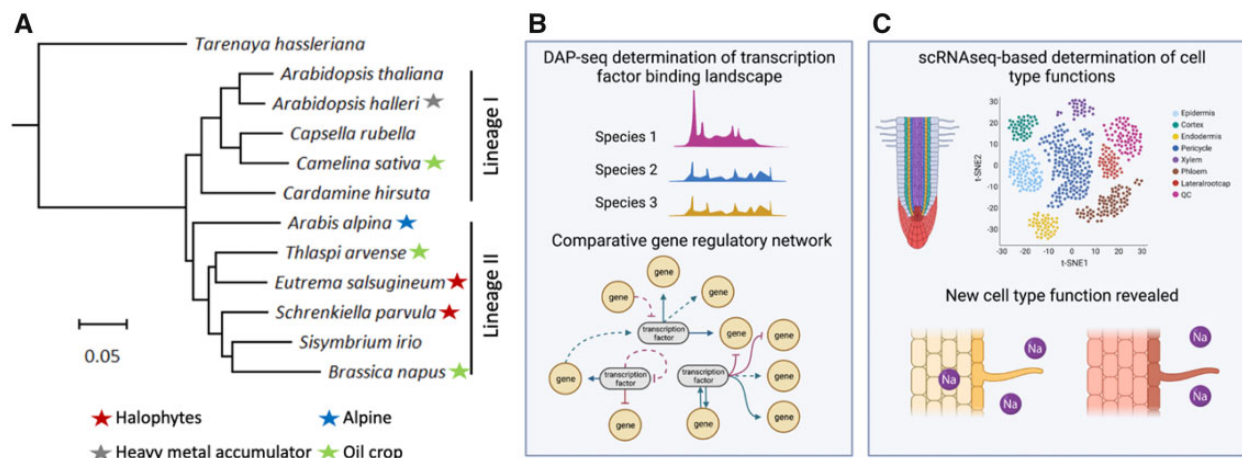 A
Tarenaya hassleriana
Arabidopsis thaliana
Arabidopsis halleri
Capsella rubella
Camelina sativa
Cardamine hirsuta
Lineage I
Arabis alpina
Thlaspi arvense
Eutrema salsugineum
Schrenkiella parvula
Sisymbrium irio
Brassica napus
Lineage II
0.05
Halophytes
Alpine
Heavy metal accumulator
Oil crop
B
DAP-seq determination of transcription
factor binding landscape
Species 1
Species 2
Species 3
Comparative gene regulatory network
gene
gene
gene
transcription
factor
gene
gene
gene
transcription
factor
transcription
factor
gene
gene
gene
gene
C
scRNAseq-based determination of cell
type functions
t-SNE2
30
20
10
0
-10
-20
-30
-30
-20
-10
0
10
20
30
t-SNE1
Epidermis
Cortex
Endodermis
Pericycle
Xylem
Phloem
Lateralrootcap
QC
New cell type function revealed
Na
Na
Na
Na
Na